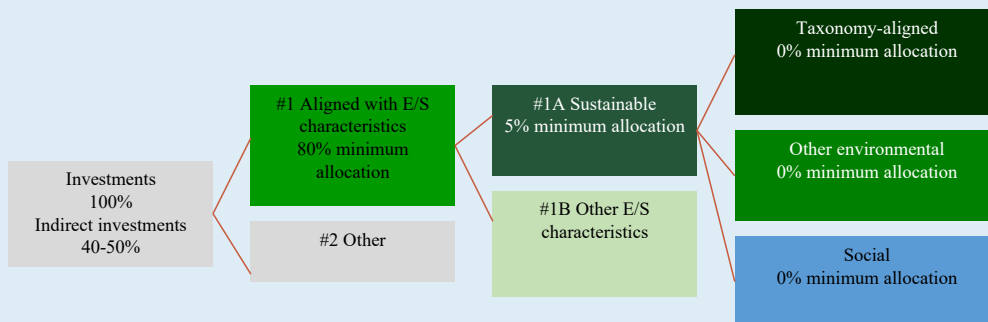 Investments
100%
Indirect investments
40-50%
#1 Aligned with E/S
characteristics
80% minimum
allocation
#2 Other
#1A Sustainable
5% minimum allocation
#1B Other E/S
characteristics
Taxonomy-aligned
0% minimum allocation
Other environmental
0% minimum allocation
Social
0% minimum allocation